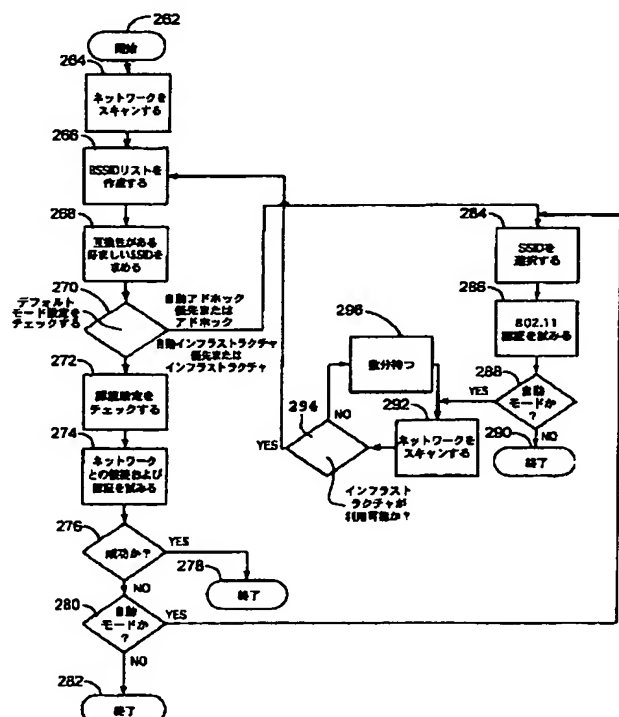 262
開始
264
ネットワークを
スキャンする
266
BSSIDリストを
作成する
268
互換性がある
好ましいSSIDを
求める
270
デフォルト
モード設定を
チェックする
自動アドホック
優先または
アドホック
自動インフラストラクチャ
優先または
インフラストラクチャ
272
認証設定を
チェックする
274
ネットワーク
との接続および
認証を試みる
276
成功か?
YES
278
終了
NO
280
自動
モードか
?
YES
NO
282
終了
284
SSIDを
選択する
286
802.11
認証を試みる
288
自動
モードか
?
YES
NO
290
終了
296
数分待つ
292
ネットワークを
スキャンする
294
NO
YES
インフラスト
ラクチャが
利用可能か?